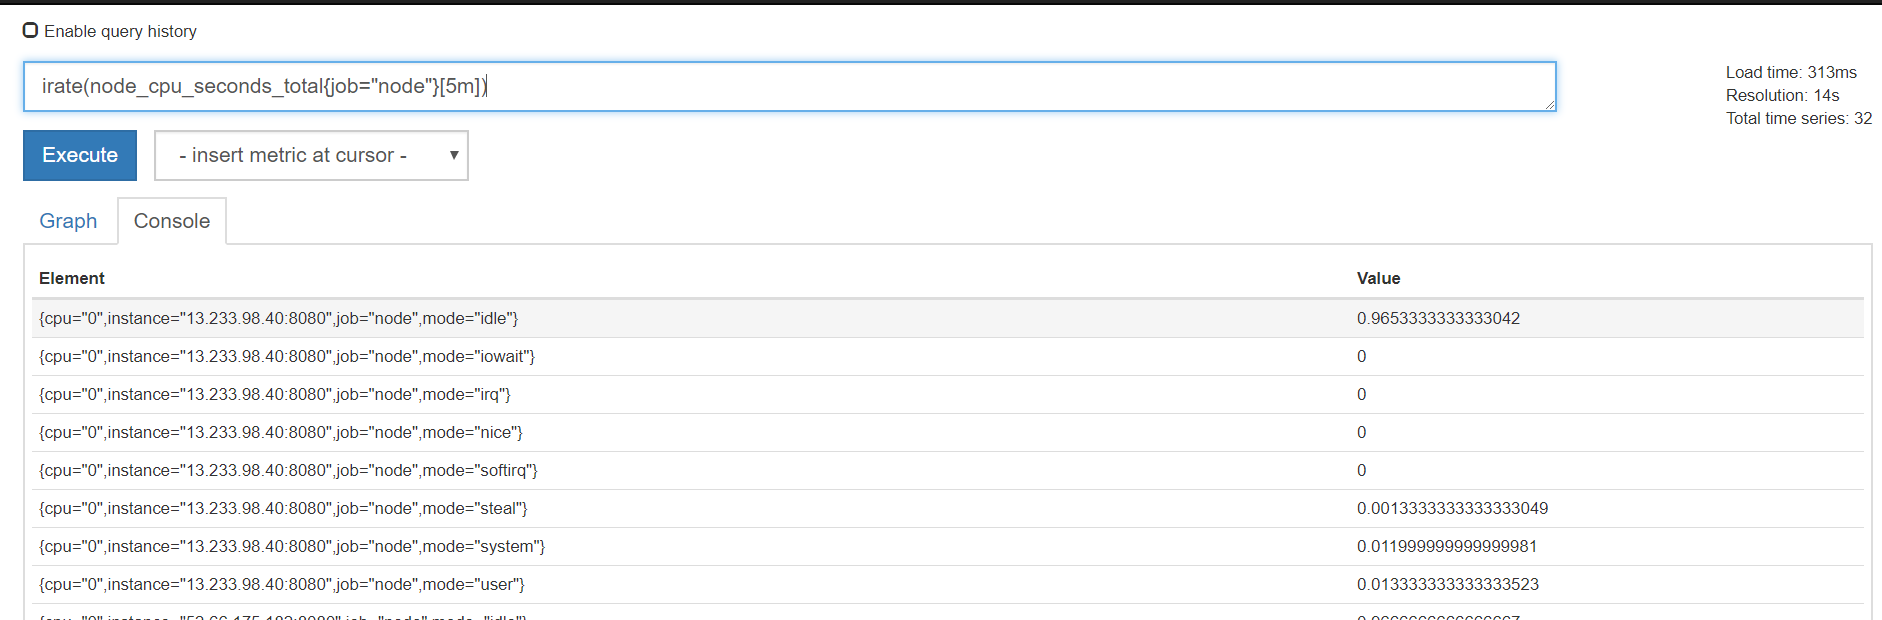 Enable query history
irate(node_cpu_seconds_total{job="node"}[5m])
Load time: 313ms
Resolution: 14s
Total time series: 32
Execute
- insert metric at cursor -
Graph
Console
Element Value
{cpu="0",instance="13.233.98.40:8080",job="node",mode="idle"} 0.9653333333333042
{cpu="0",instance="13.233.98.40:8080",job="node",mode="iowait"} 0
{cpu="0",instance="13.233.98.40:8080",job="node",mode="irq"} 0
{cpu="0",instance="13.233.98.40:8080",job="node",mode="nice"} 0
{cpu="0",instance="13.233.98.40:8080",job="node",mode="softirq"} 0
{cpu="0",instance="13.233.98.40:8080",job="node",mode="steal"} 0.0013333333333333049
{cpu="0",instance="13.233.98.40:8080",job="node",mode="system"} 0.011999999999999981
{cpu="0",instance="13.233.98.40:8080",job="node",mode="user"} 0.013333333333333523